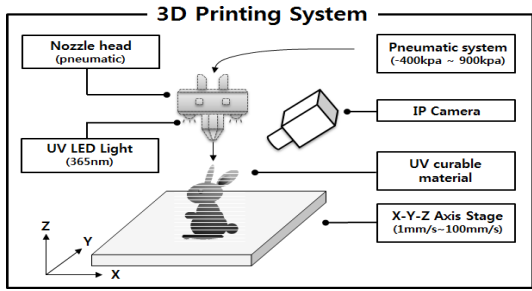 3D Printing System
Nozzle head
(pneumatic)
Pneumatic system
(-400kpa ~ 900kpa)
IP Camera
UV LED Light
(365nm)
UV curable
material
X-Y-Z Axis Stage
(1mm/s~100mm/s)
Z
Y
X